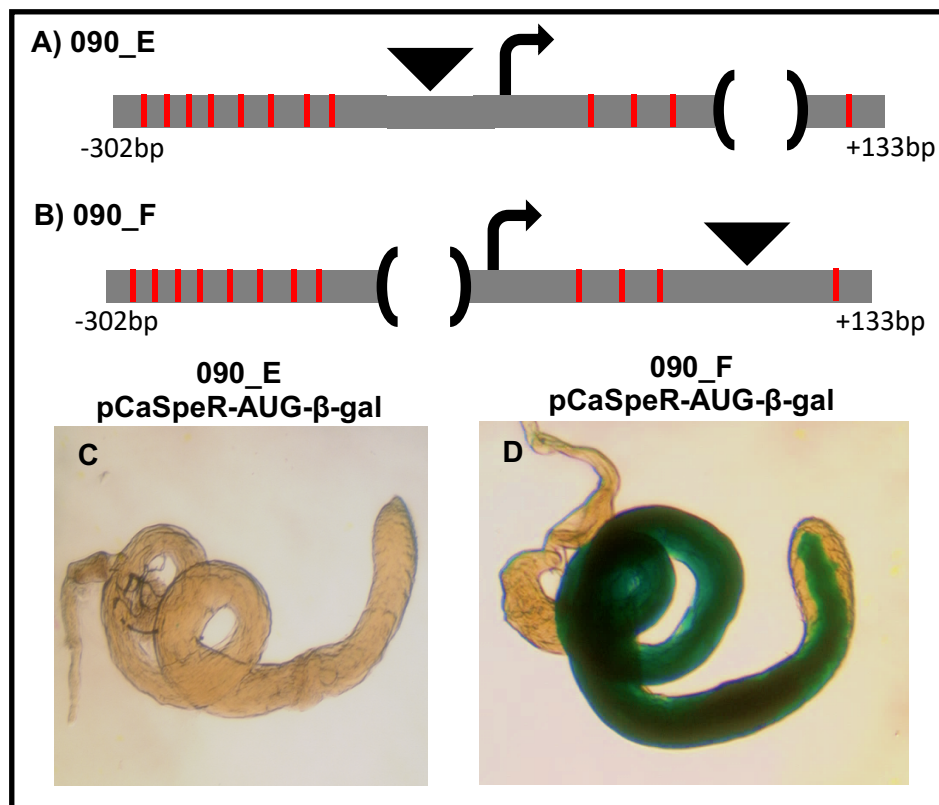 A) 090_E
-302bp
+133bp
B) 090_F
-302bp
+133bp
090_E
pCaSpeR-AUG-β-gal
090_F
pCaSpeR-AUG-β-gal
C
D